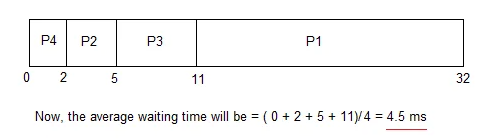 P4 P2 P3 P1
0 2 5 11 32
Now, the average waiting time will be = ( 0 + 2 + 5 + 11)/4 = 4.5 ms